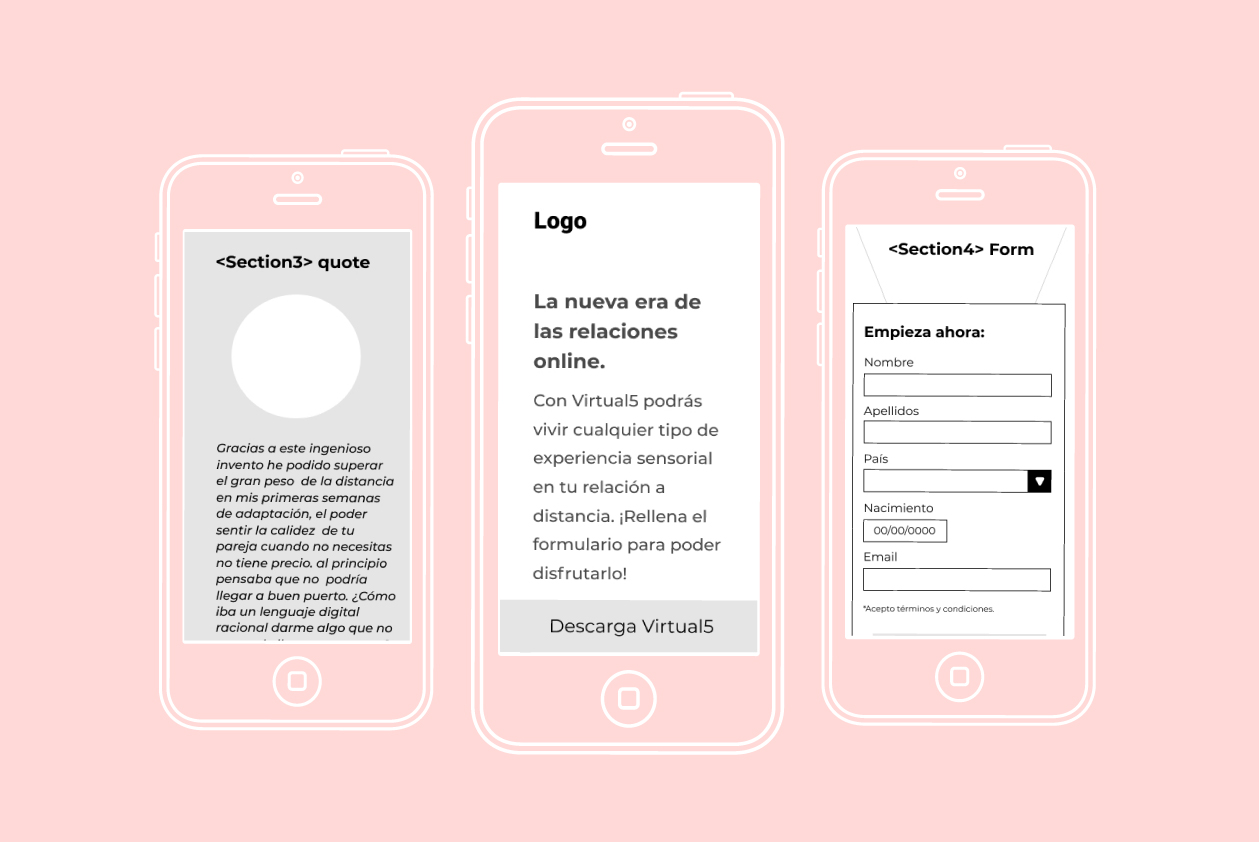 <Section3> quote
Gracias a este ingenioso
invento he podido superar
el gran peso  de la distancia
en mis primeras semanas
de adaptación, el poder
sentir la calidez  de tu
pareja cuando no necesitas
no tiene precio. al principio
pensaba que no  podría
llegar a buen puerto. ¿Cómo
iba un lenguaje digital
racional darme algo que no
Logo
La nueva era de
las relaciones
online.
Con Virtual5 podrás
vivir cualquier tipo de
experiencia sensorial
en tu relación a
distancia. ¡Rellena el
formulario para poder
disfrutarlo!
Descarga Virtual5
<Section4> Form
Empieza ahora:
Nombre
Apellidos
País
Nacimiento
00/00/0000
Email
*Acepto términos y condiciones.